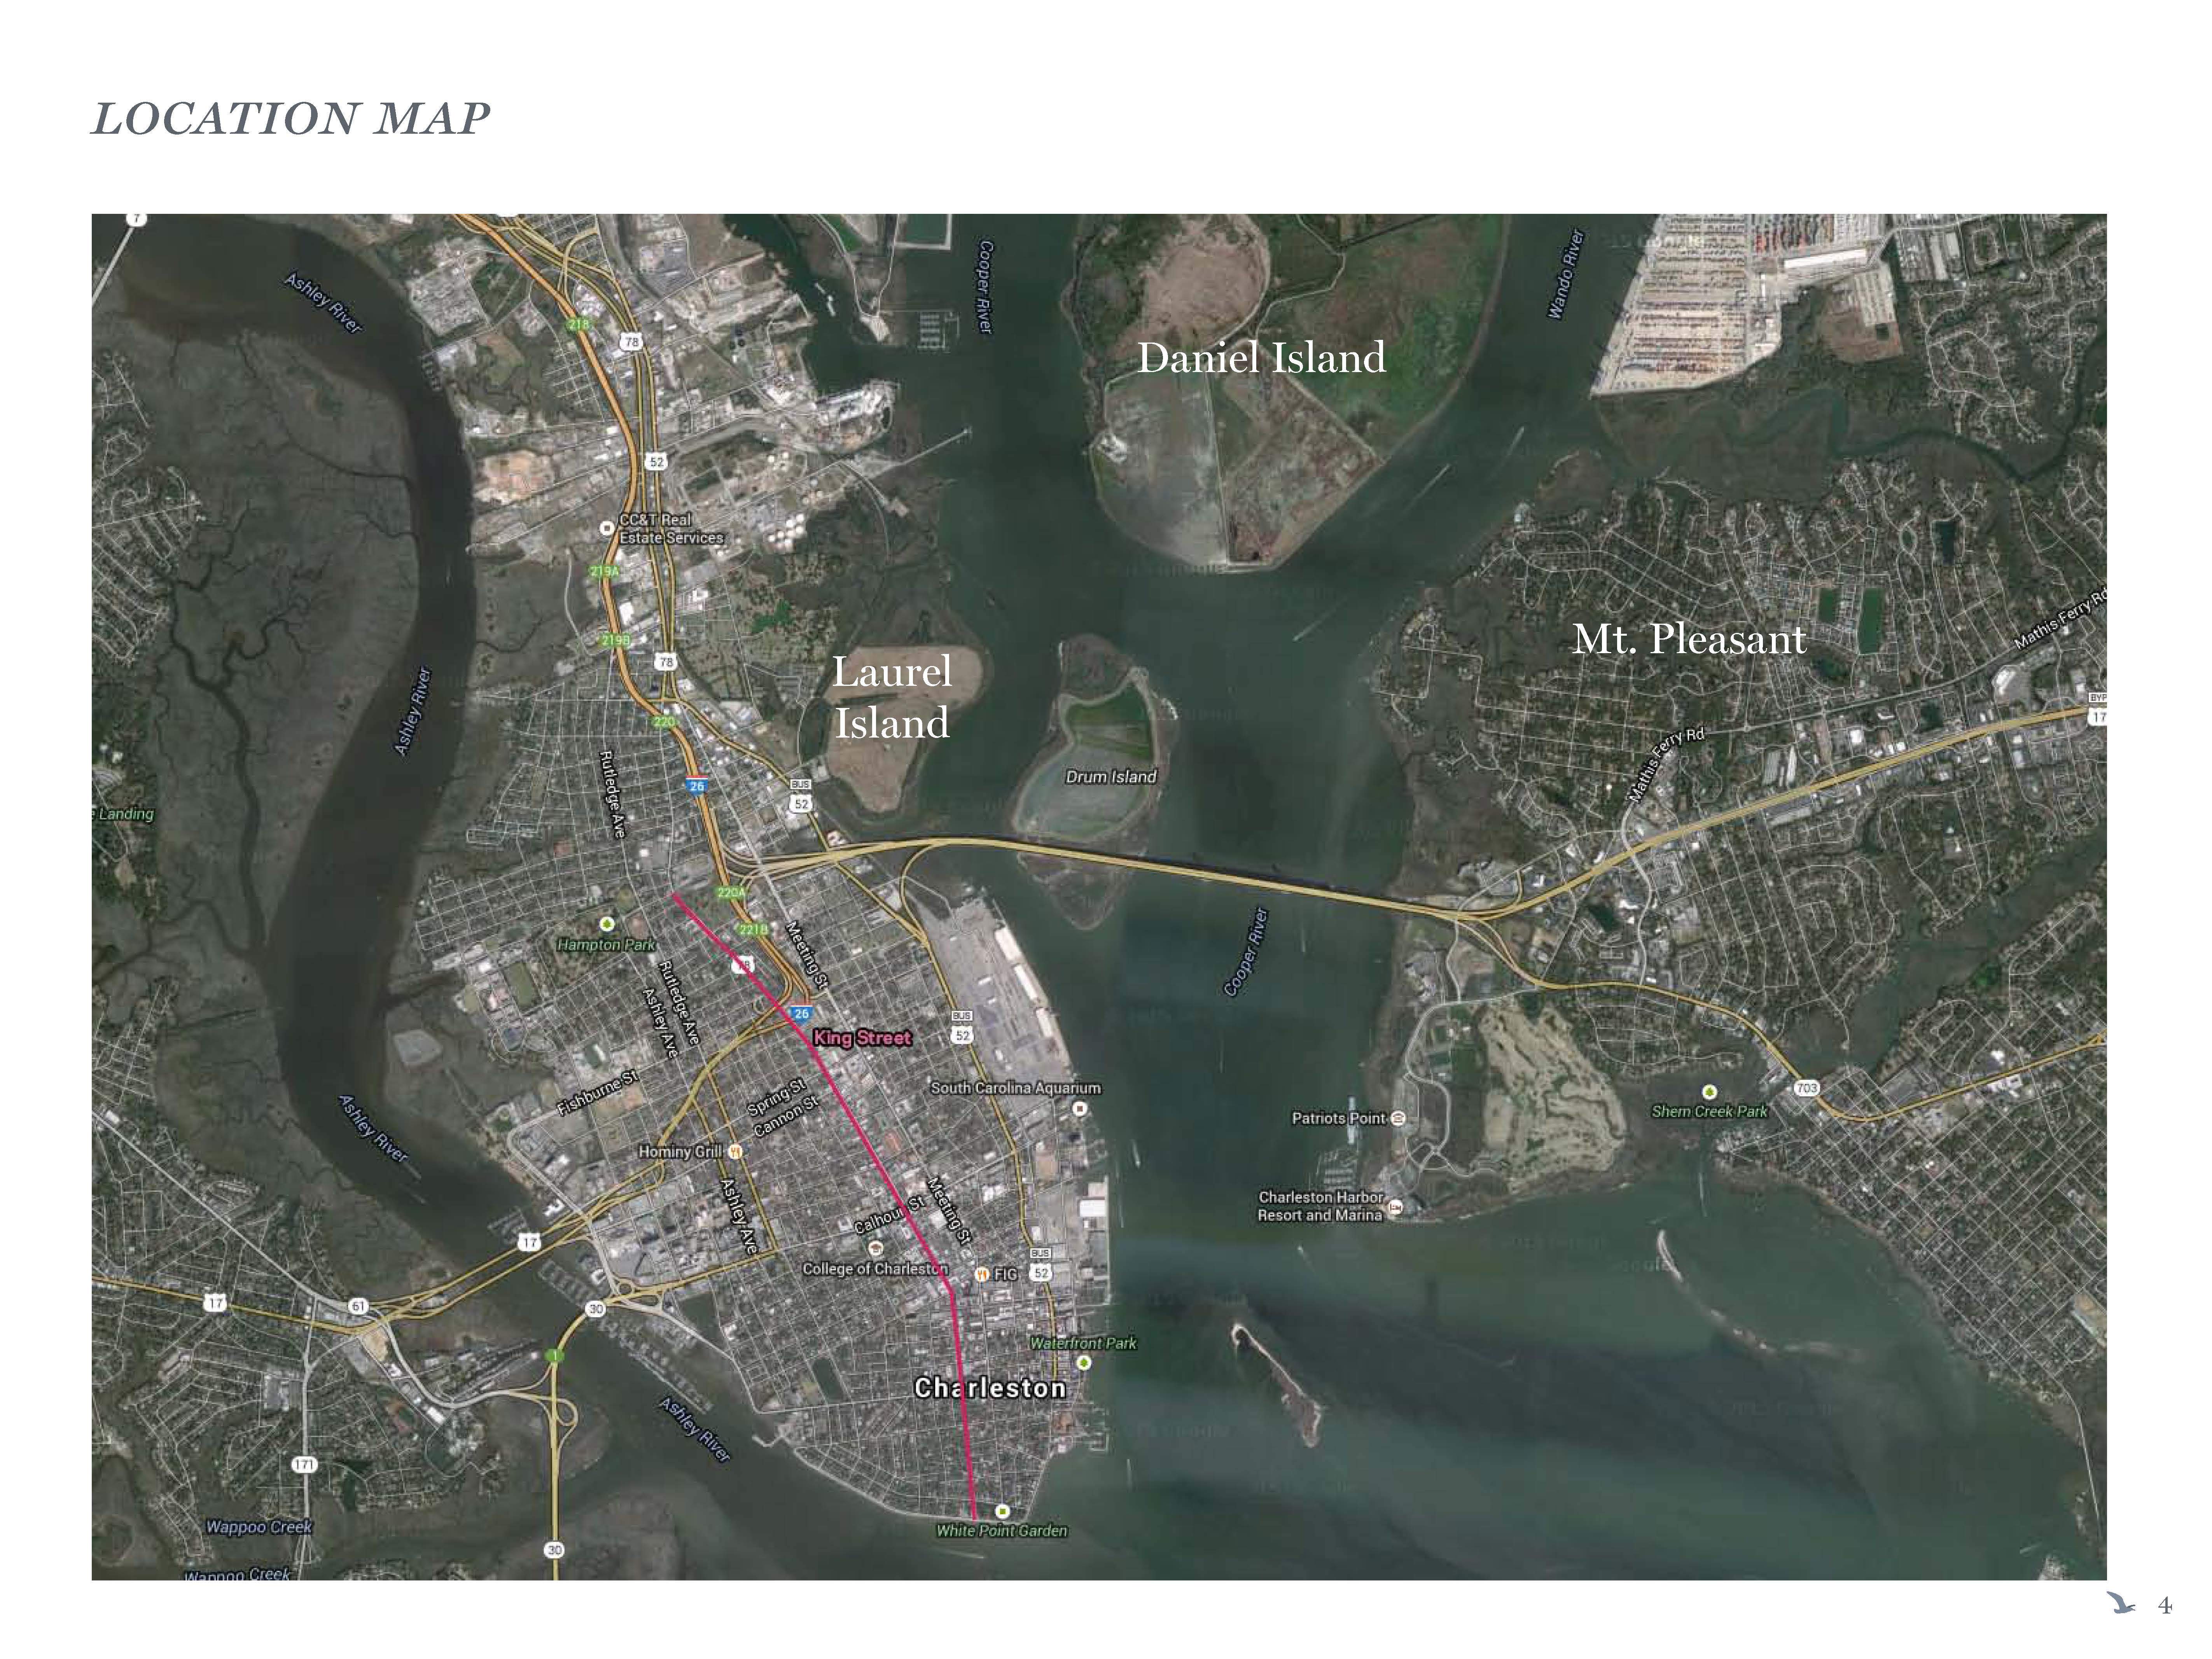 LOCATION MAP
7
Ashley River
Cooper River
Wando River
218
78
Daniel Island
52
CC&T Real
Estate Services
219A
219B
Mt. Pleasant
Mathis Ferry Rd
78
Laurel
Island
Ashley River
220
BYP
17
Mathis Ferry Rd
Rutledge Ave
26
BUS
52
Drum Island
Landing
220A
Hampton Park
221B
Meeting St
Cooper River
Rutledge Ave
Ashley Ave
26
King Street
BUS
52
Fishburne St
Spring St
Cannon St
South Carolina Aquarium
703
Shem Creek Park
Patriots Point
Ashley River
Hominy Grill
Ashley Ave
Calhoun St
Meeting St
Charleston Harbor
Resort and Marina
17
College of Charleston
FIG
BUS
52
17
61
30
1
Waterfront Park
Charleston
Ashley River
171
White Point Garden
Wappoo Creek
30
Wappoo Creek
4